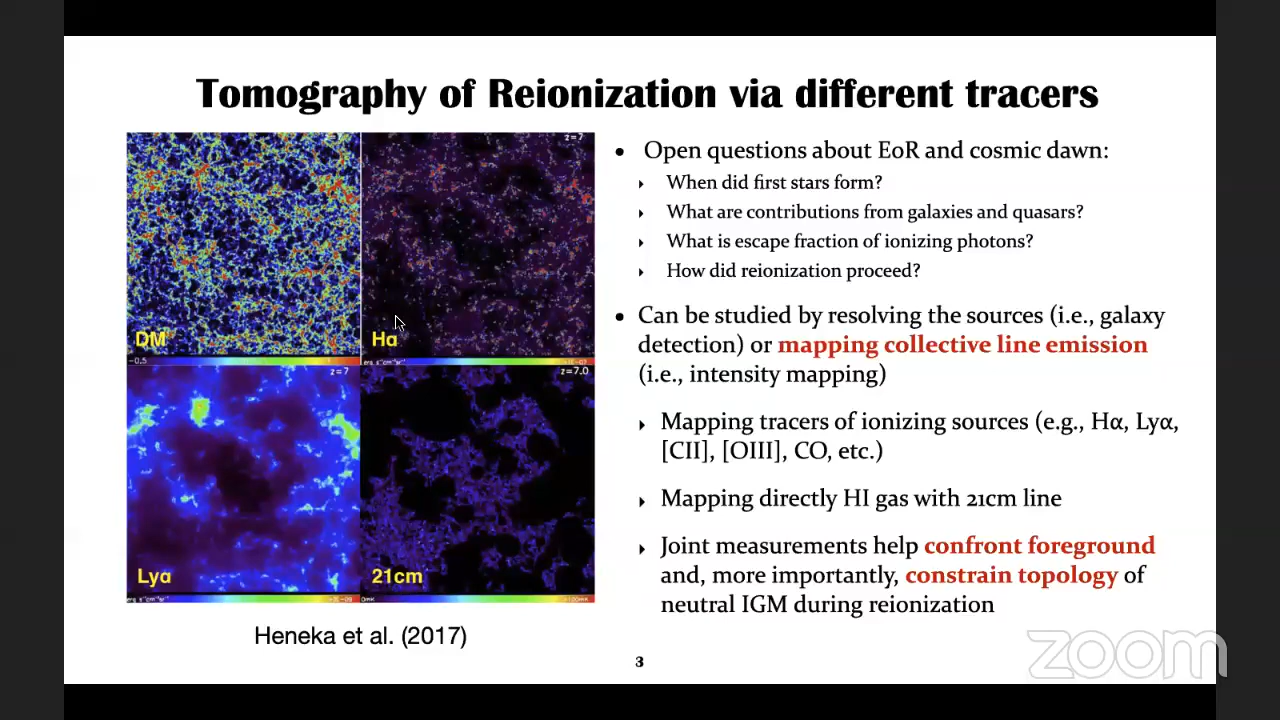 Tomography of Reionization via different tracers
z=7
DM
-0.5
Hα
z=7
Lyα
z=7.0
21cm
Heneka et al. (2017)
• Open questions about EoR and cosmic dawn:
‣ When did first stars form?
‣ What are contributions from galaxies and quasars?
‣ What is escape fraction of ionizing photons?
‣ How did reionization proceed?
• Can be studied by resolving the sources (i.e., galaxy
detection) or mapping collective line emission
(i.e., intensity mapping)
‣ Mapping tracers of ionizing sources (e.g., Hα, Lyα,
[CII], [OIII], CO, etc.)
‣ Mapping directly HI gas with 21cm line
‣ Joint measurements help confront foreground
and, more importantly, constrain topology of
neutral IGM during reionization
3
zoom